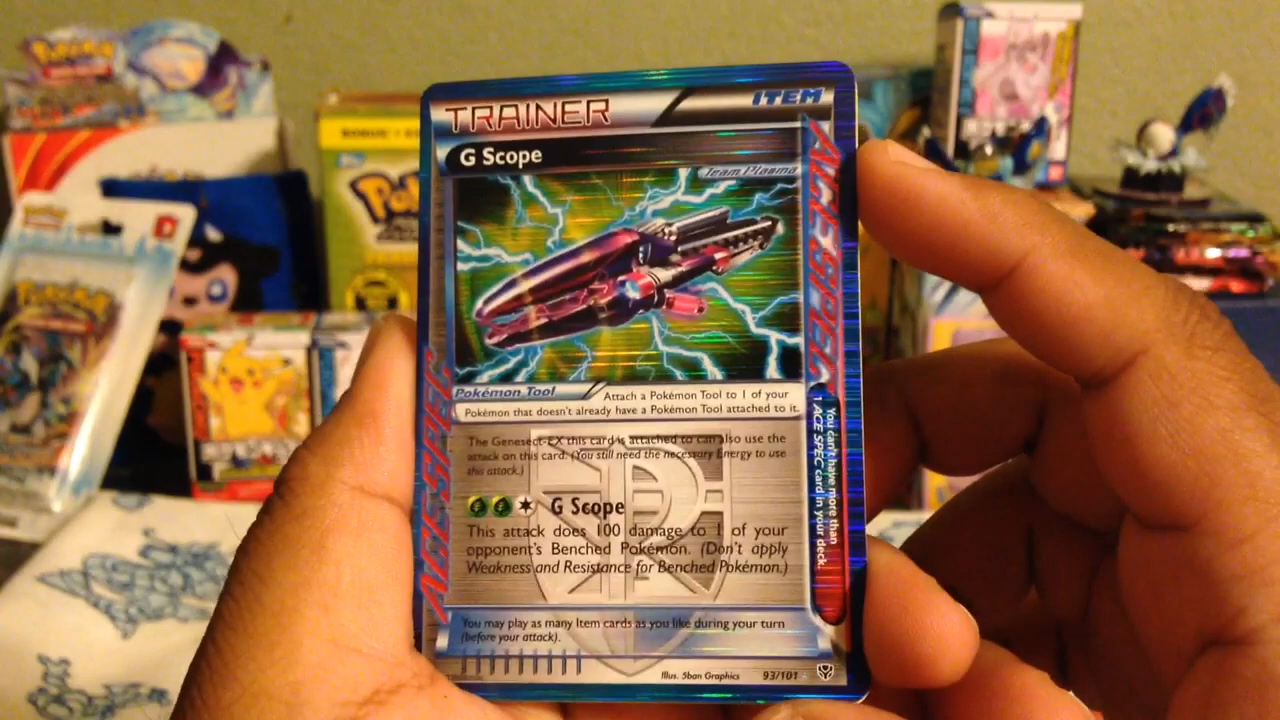 TRAINER
ITEM
G Scope
Team Plasma
ACE SPEC
Pokémon Tool
Attach a Pokémon Tool to 1 of your
Pokémon that doesn't already have a Pokémon Tool attached to it.
The Genesect-EX this card is attached to can also use the
attack on this card. (You still need the necessary Energy to use
this attack.)
G Scope
This attack does 100 damage to 1 of your
opponent's Benched Pokémon. (Don't apply
Weakness and Resistance for Benched Pokémon.)
ACE SPEC
You can't have more than
1 ACE SPEC card in your deck.
You may play as many Item cards as you like during your turn
(before your attack).
Illus. 5ban Graphics
93/101
Pokémon
Pokémon
Pok